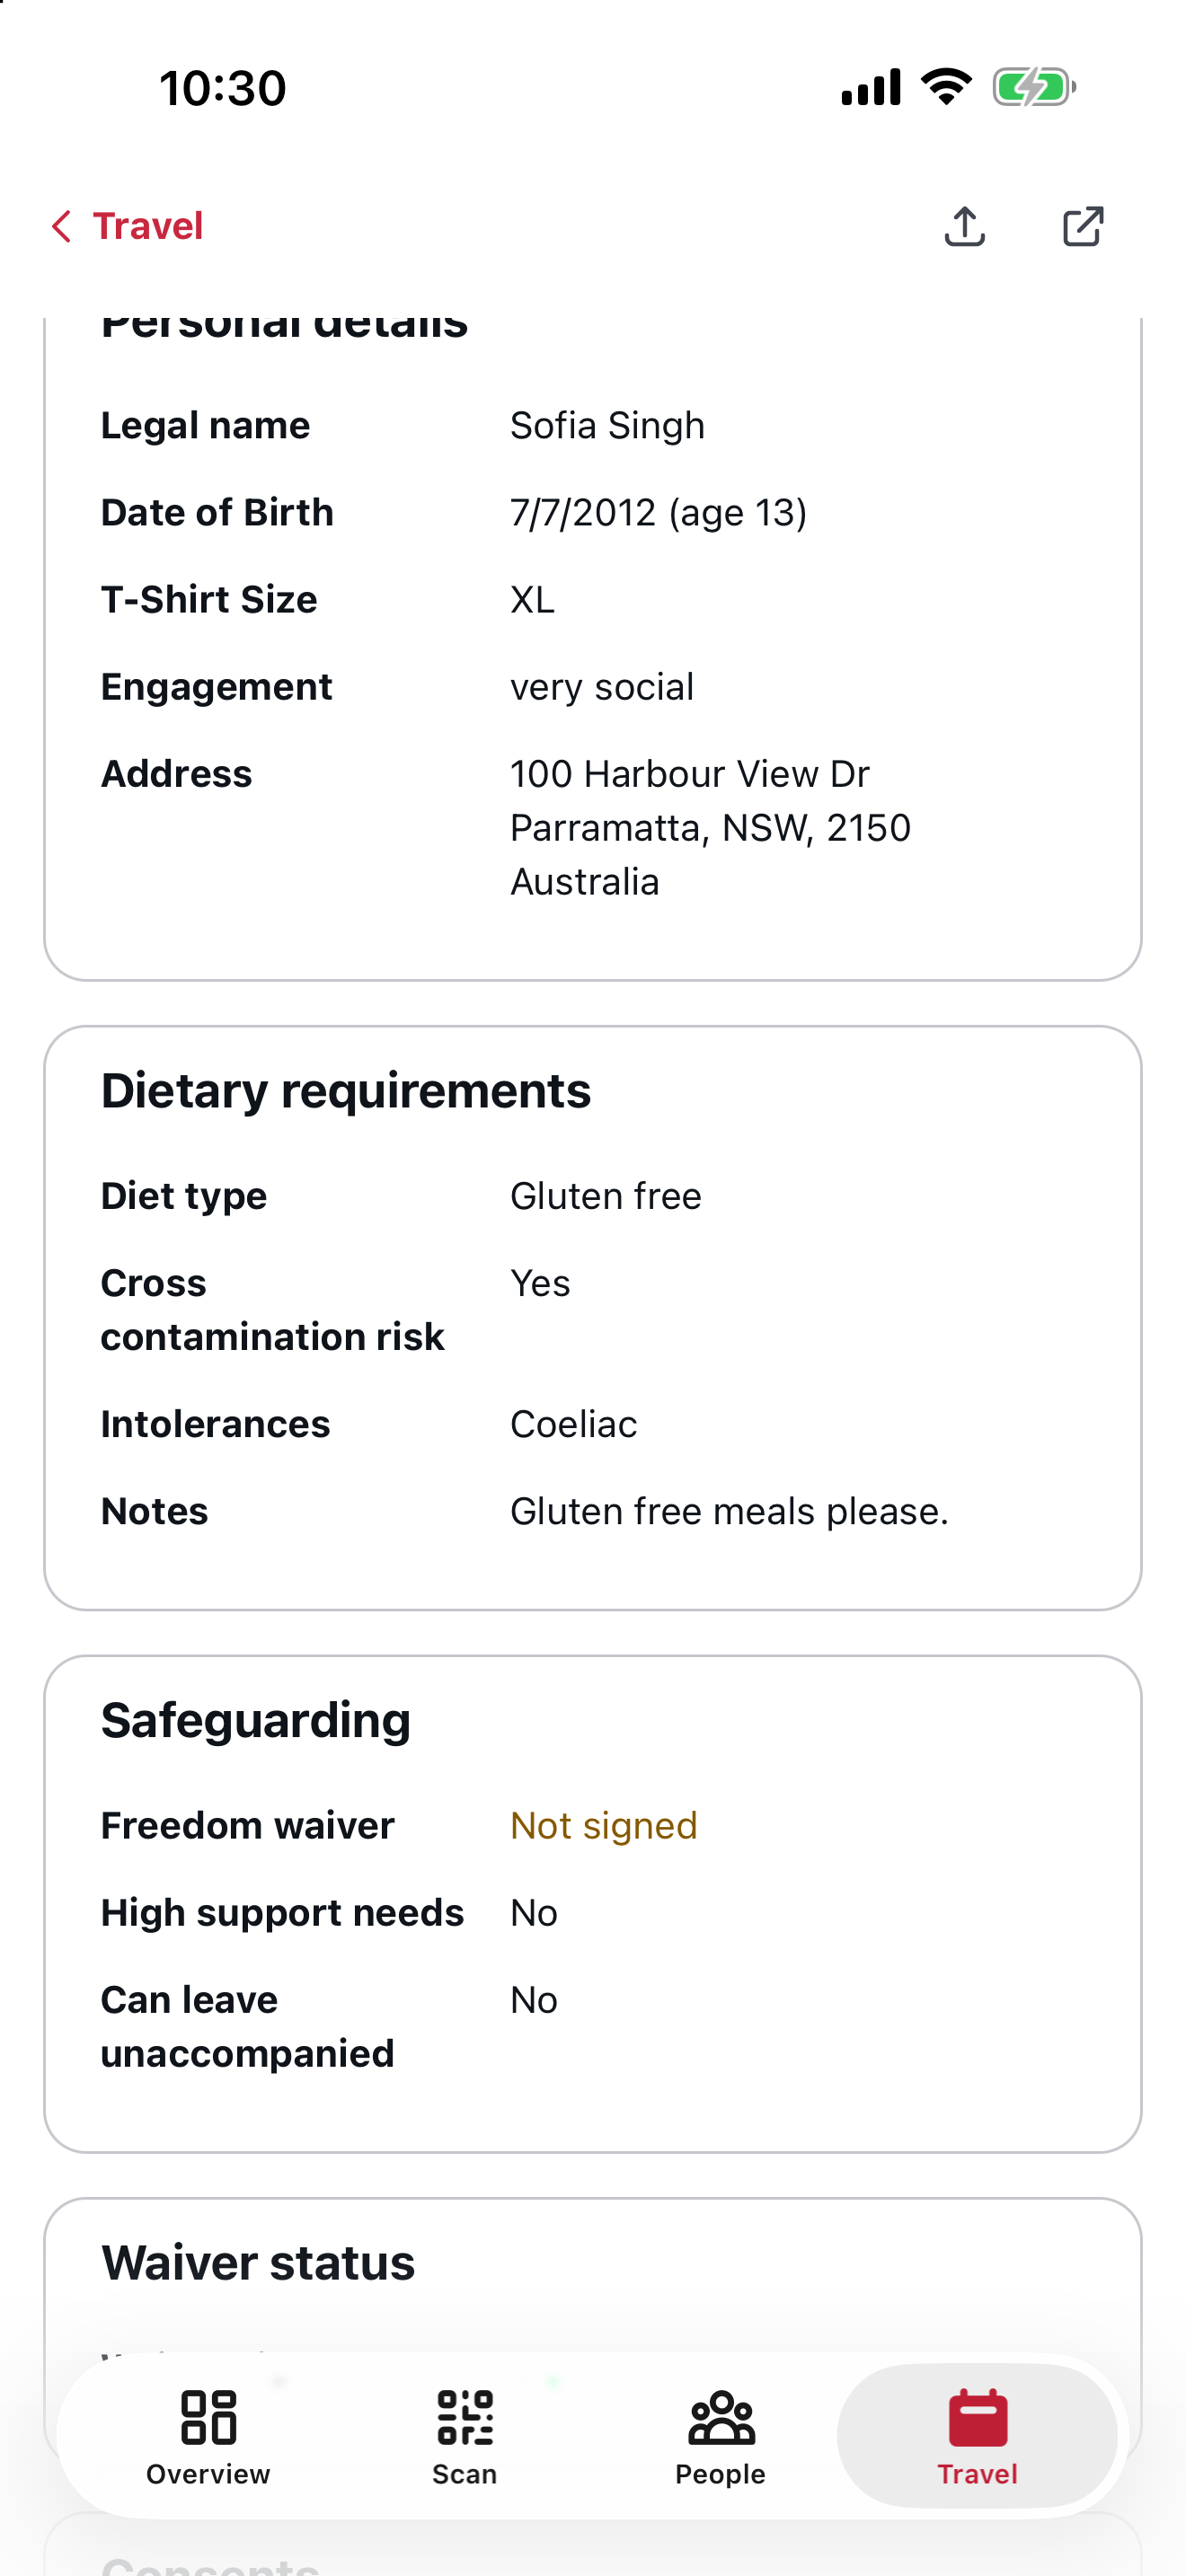 10:30
Travel
Personal details
Legal name Sofia Singh
Date of Birth 7/7/2012 (age 13)
T-Shirt Size XL
Engagement very social
Address 100 Harbour View Dr
Parramatta, NSW, 2150
Australia
Dietary requirements
Diet type Gluten free
Cross Yes
contamination risk
Intolerances Coeliac
Notes Gluten free meals please.
Safeguarding
Freedom waiver Not signed
High support needs No
Can leave No
unaccompanied
Waiver status
Overview Scan People Travel
Consents